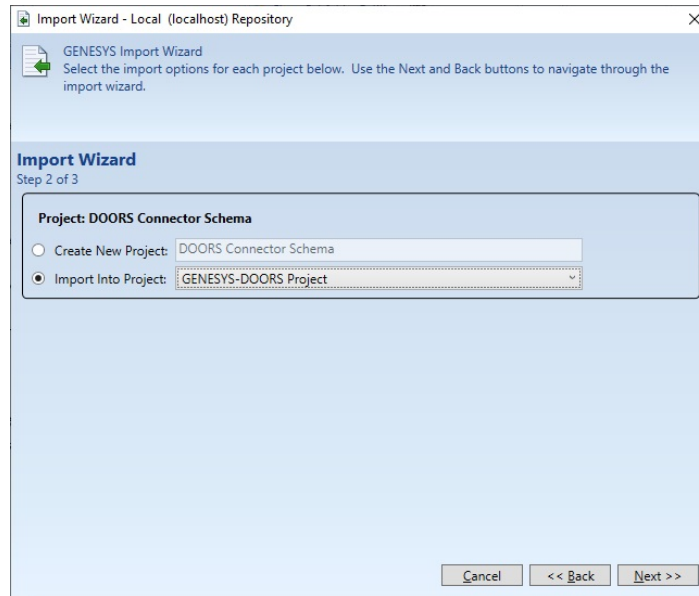 Import Wizard - Local  (localhost) Repository
GENESYS Import Wizard
Select the import options for each project below.  Use the Next and Back buttons to navigate through the
import wizard.
Import Wizard
Step 2 of 3
Project: DOORS Connector Schema
Create New Project: DOORS Connector Schema
Import Into Project: GENESYS-DOORS Project
Cancel << Back Next >>